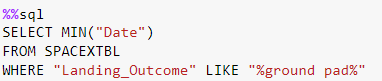 %%sql
SELECT MIN("Date")
FROM SPACEXTBL
WHERE "Landing_Outcome" LIKE "%ground pad%"